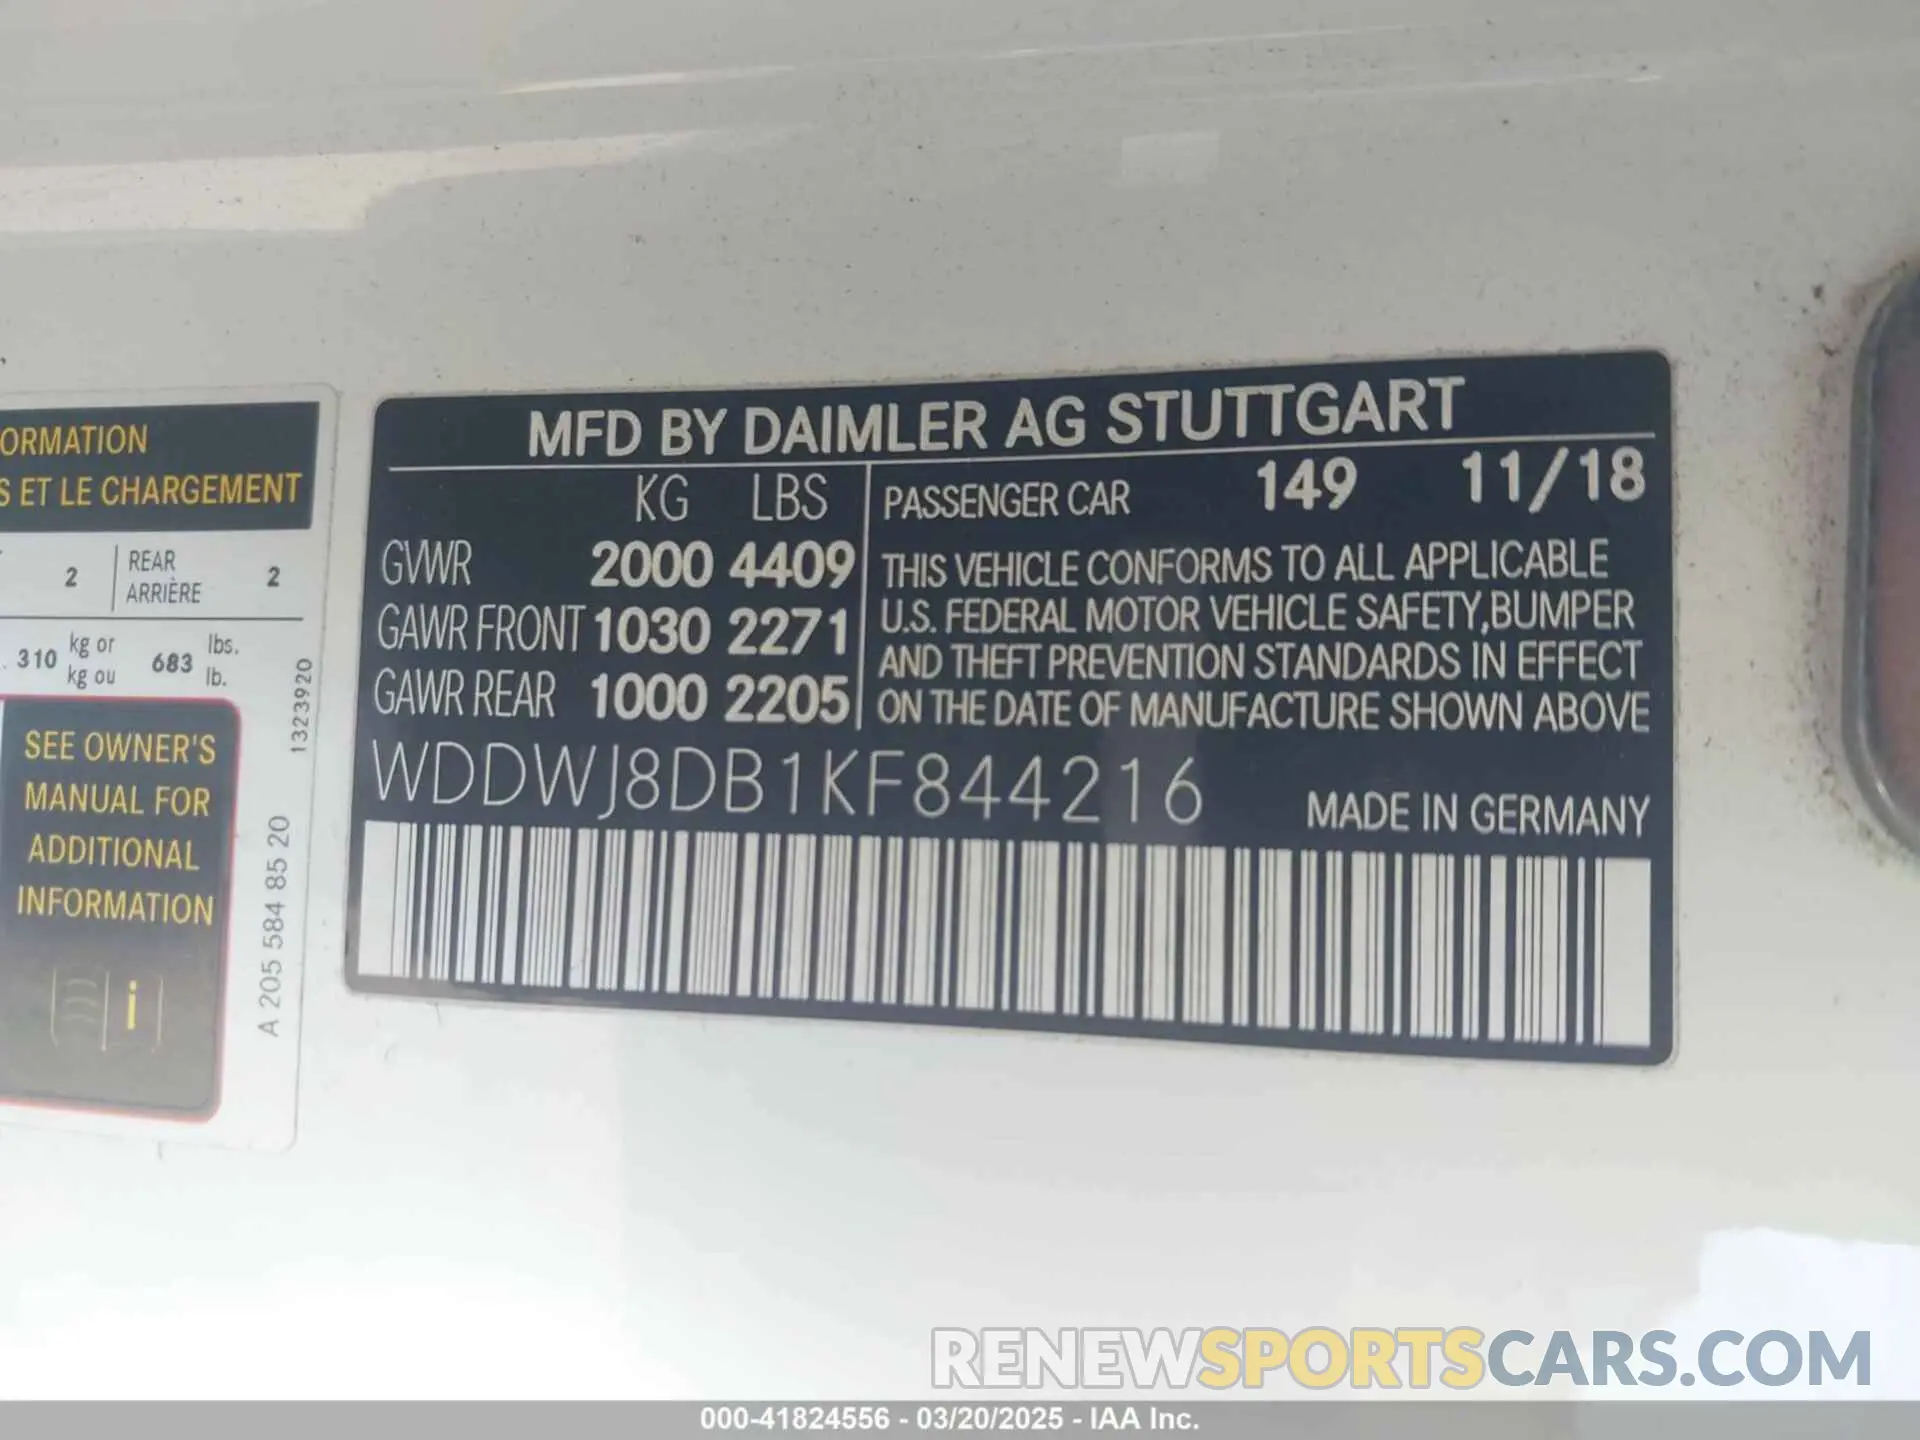 ORMATION
S ET LE CHARGEMENT
2 REAR 2
ARRIÈRE
310 kg or 683 lbs.
kg ou lb.
1323920
SEE OWNER'S
MANUAL FOR
ADDITIONAL
INFORMATION
i
A 205 584 85 20
MFD BY DAIMLER AG STUTTGART
KG LBS
GVWR 2000 4409
GAWR FRONT 1030 2271
GAWR REAR 1000 2205
PASSENGER CAR 149 11/18
THIS VEHICLE CONFORMS TO ALL APPLICABLE
U.S. FEDERAL MOTOR VEHICLE SAFETY,BUMPER
AND THEFT PREVENTION STANDARDS IN EFFECT
ON THE DATE OF MANUFACTURE SHOWN ABOVE
WDDWJ8DB1KF844216
MADE IN GERMANY
RENEWSPORTSCARS.COM
000-41824556 - 03/20/2025 - IAA Inc.